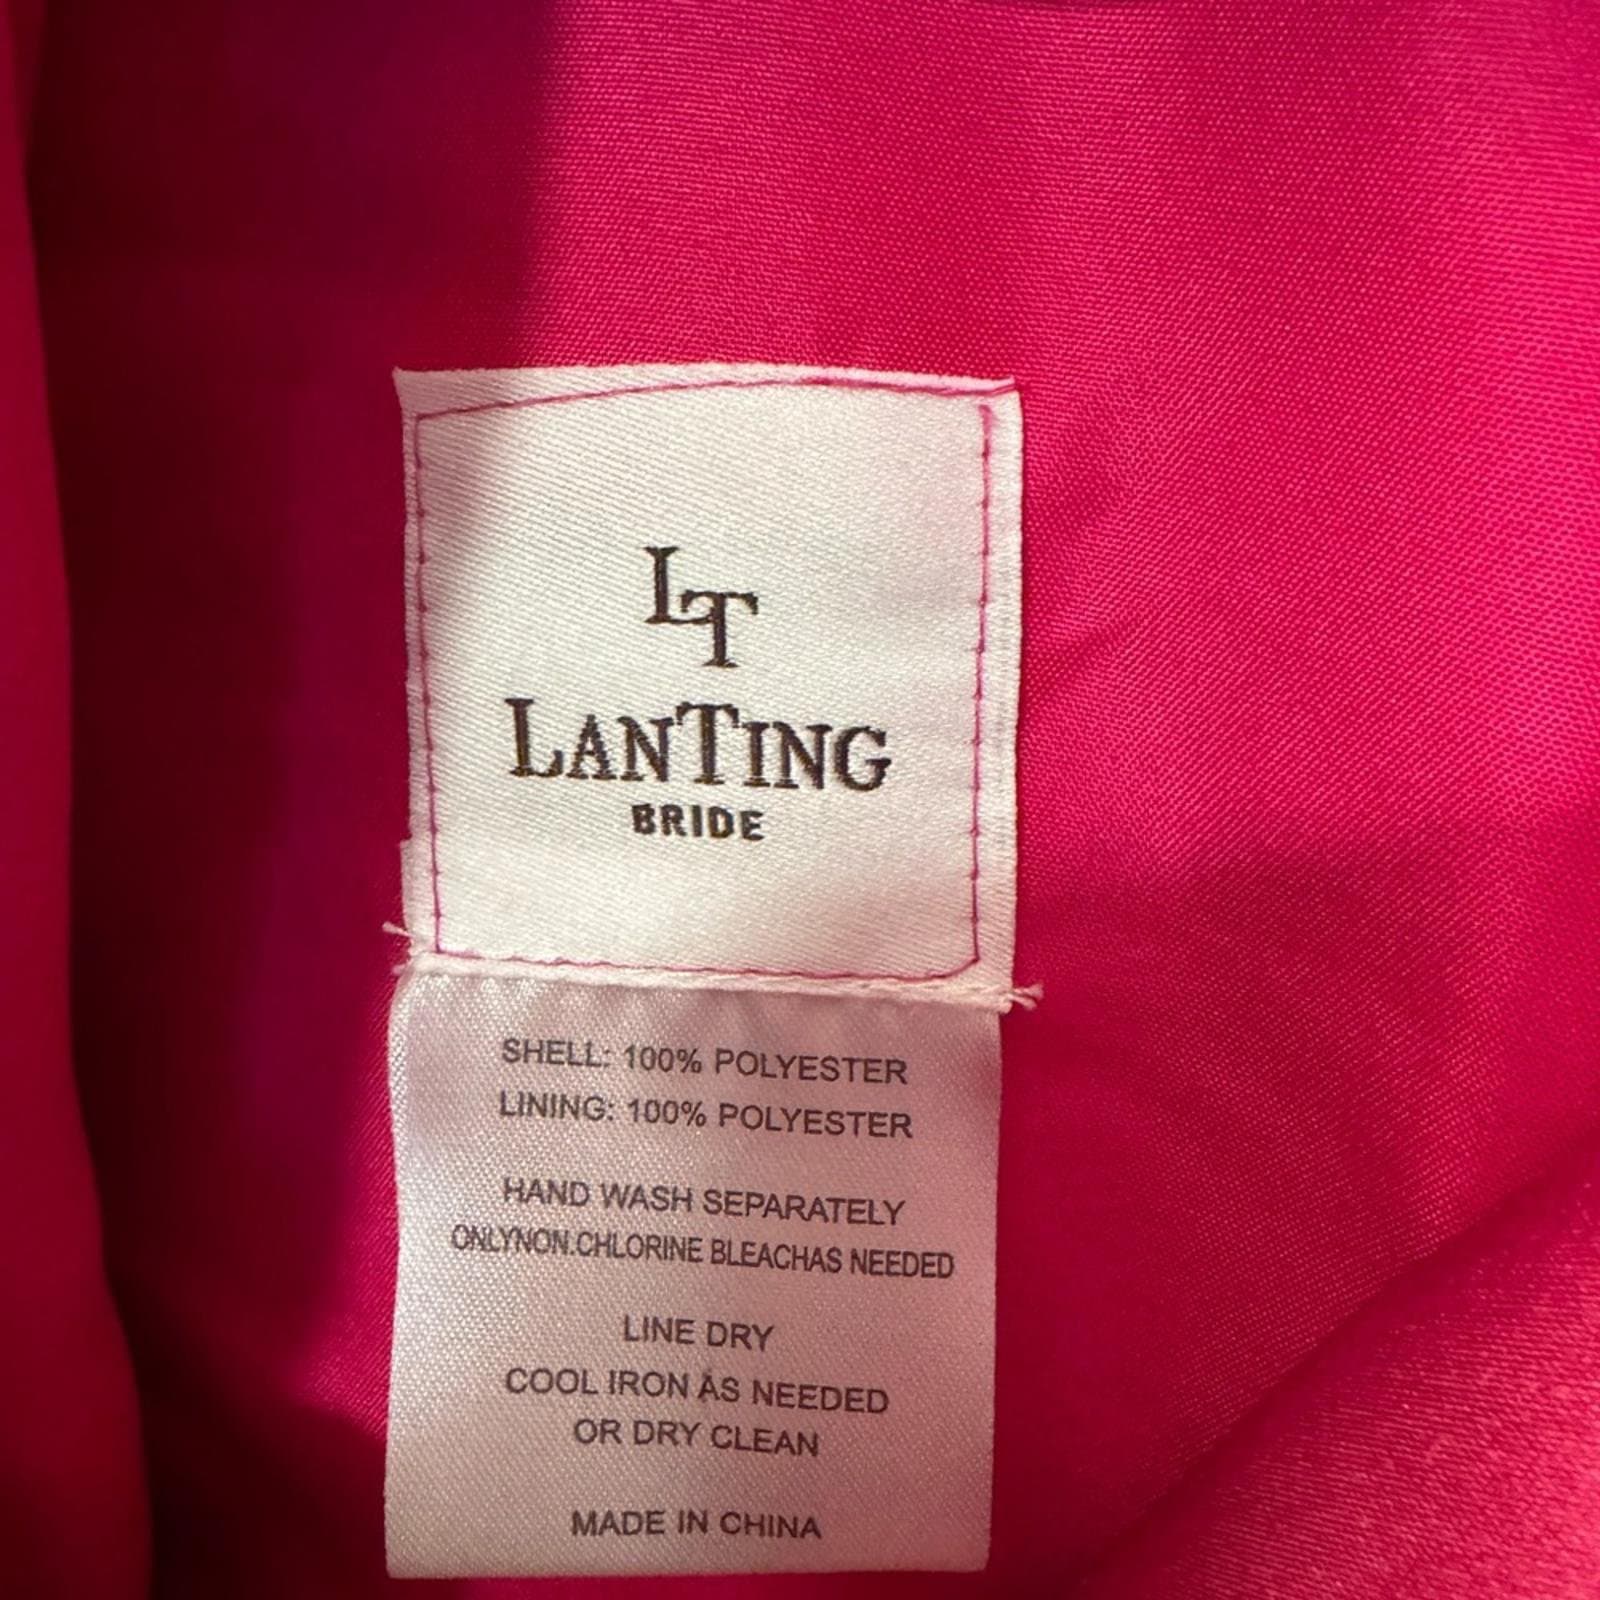 LT
LANTING
BRIDE
SHELL: 100% POLYESTER
LINING: 100% POLYESTER
HAND WASH SEPARATELY
ONLYNON.CHLORINE BLEACHAS NEEDED
LINE DRY
COOL IRON AS NEEDED
OR DRY CLEAN
MADE IN CHINA